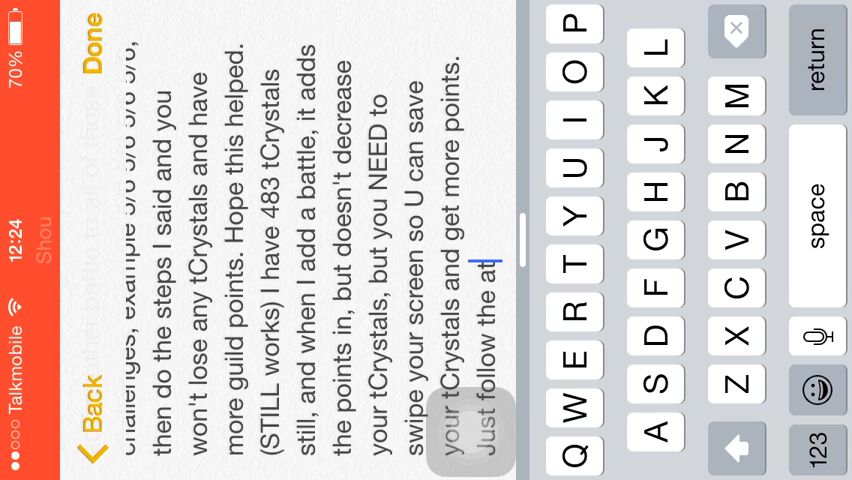 Talkmobile 12:24 70%
Shou
Back Done
challenges, example 5/6 5/6 5/6 5/6,
then do the steps I said and you
won't lose any tCrystals and have
more guild points. Hope this helped.
(STILL works) I have 483 tCrystals
still, and when I add a battle, it adds
the points in, but doesn't decrease
your tCrystals, but you NEED to
swipe your screen so U can save
your tCrystals and get more points.
Just follow the at
Q W E R T Y U I O P
A S D F G H J K L
Z X C V B N M
123 space return